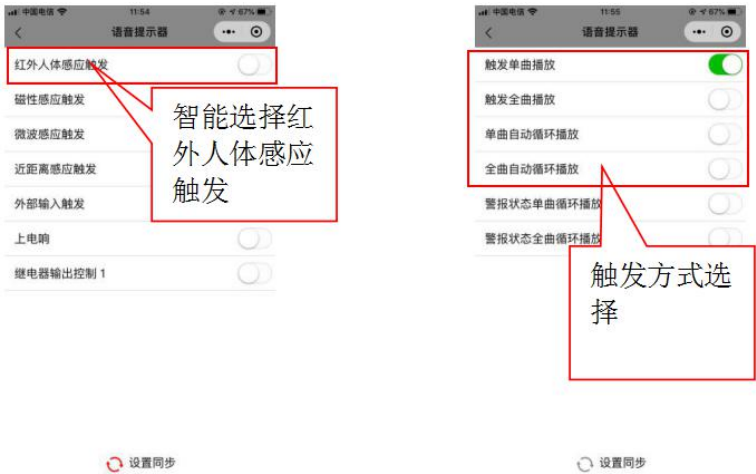 中国电信 11:54 67%
语音提示器
红外人体感应触发
磁性感应触发
微波感应触发
近距离感应触发
外部输入触发
上电响
继电器输出控制 1
智能选择红
外人体感应
触发
设置同步
中国电信 11:55 67%
语音提示器
触发单曲播放
触发全曲播放
单曲自动循环播放
全曲自动循环播放
警报状态单曲循环播放
警报状态全曲循环播放
触发方式选
择
设置同步